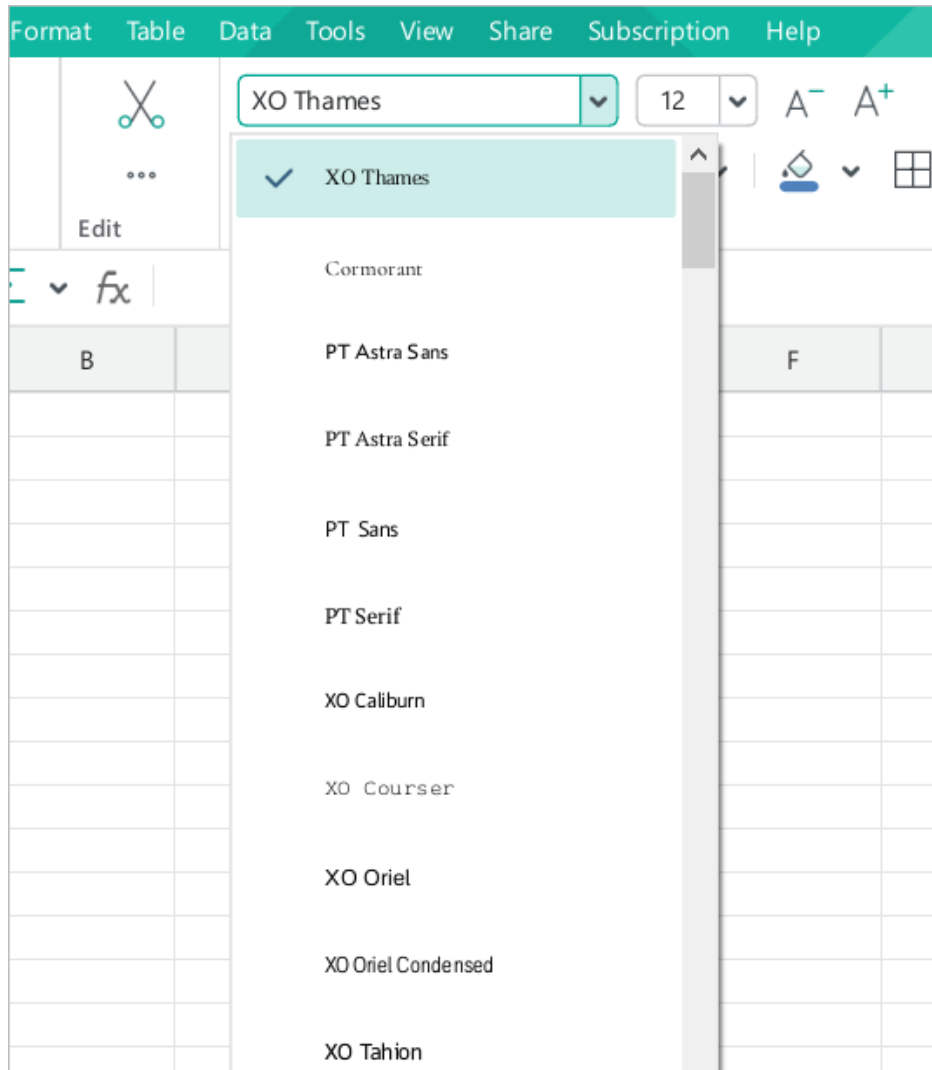 Format Table Data Tools View Share Subscription Help
XO Thames 12 A− A+
XO Thames
Edit
Cormorant
fx
PT Astra Sans
B F
PT Astra Serif
PT Sans
PT Serif
XO Caliburn
XO Courser
XO Oriel
XO Oriel Condensed
XO Tahion